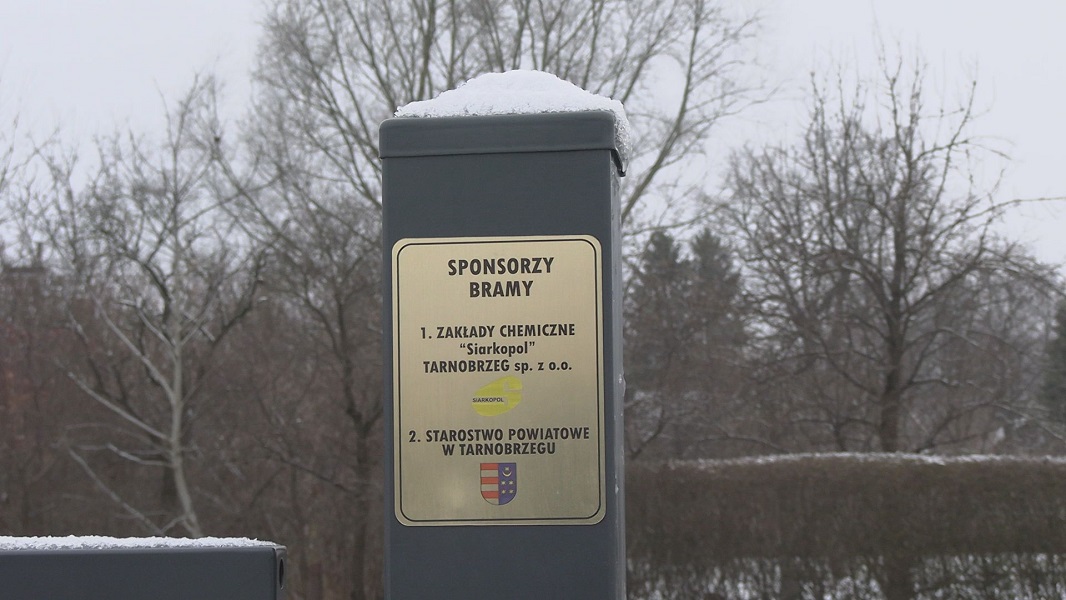 SPONSORZY
BRAMY
1. ZAKŁADY CHEMICZNE
“Siarkopol”
TARNOBRZEG sp. z o.o.
SIARKOPOL
2. STAROSTWO POWIATOWE
W TARNOBRZEGU